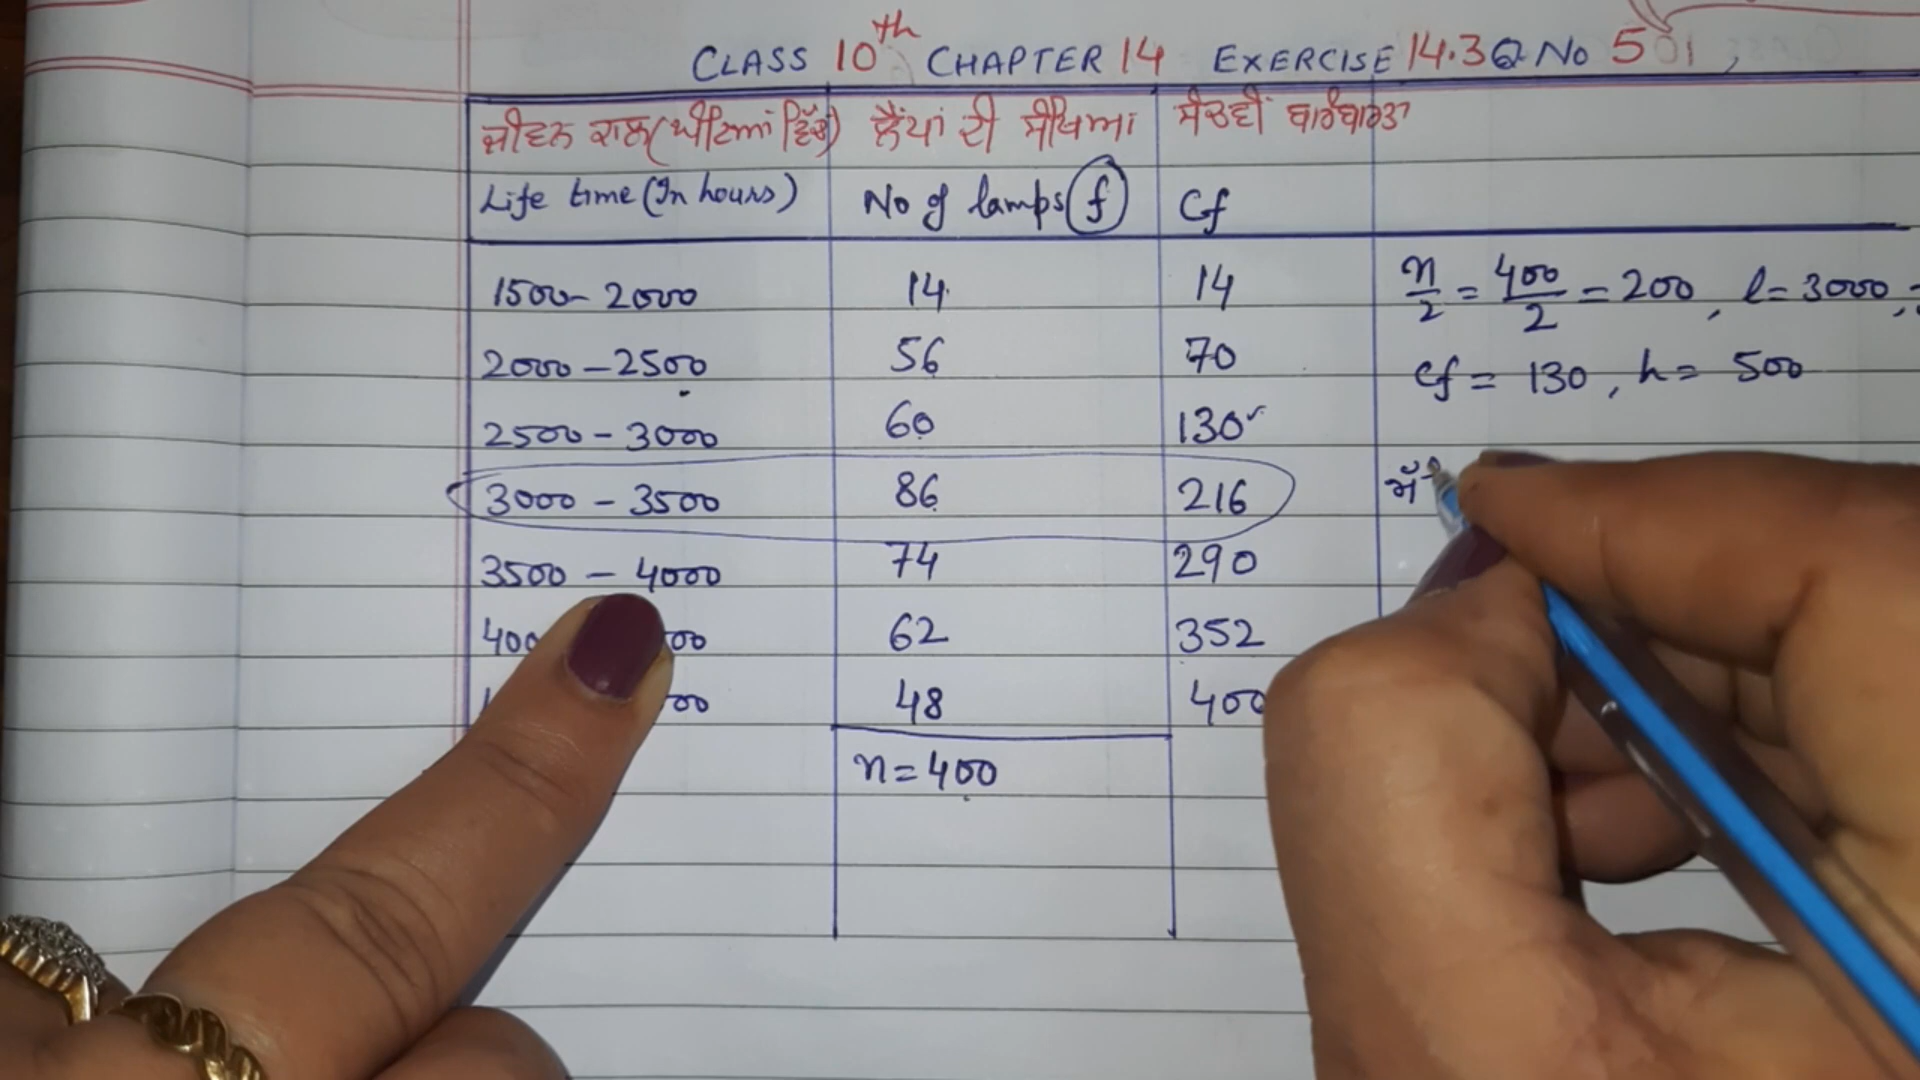 CLASS 10th CHAPTER 14 EXERCISE 14.3 Q No 5
ਜੀਵਨ ਕਾਲ (ਘੰਟਿਆਂ ਵਿੱਚ) ਲੈਂਪਾਂ ਦੀ ਸੰਖਿਆ ਸੰਚਵੀਂ ਬਾਰੰਬਾਰਤਾ
Life time (In hours) No of lamps (f) Cf
1500 - 2000 14 14 n/2 = 400/2 = 200, l = 3000,
2000 - 2500 56 70 Cf = 130, h = 500
2500 - 3000 60 130
3000 - 3500 86 216
3500 - 4000 74 290
62 352
48 400
n = 400